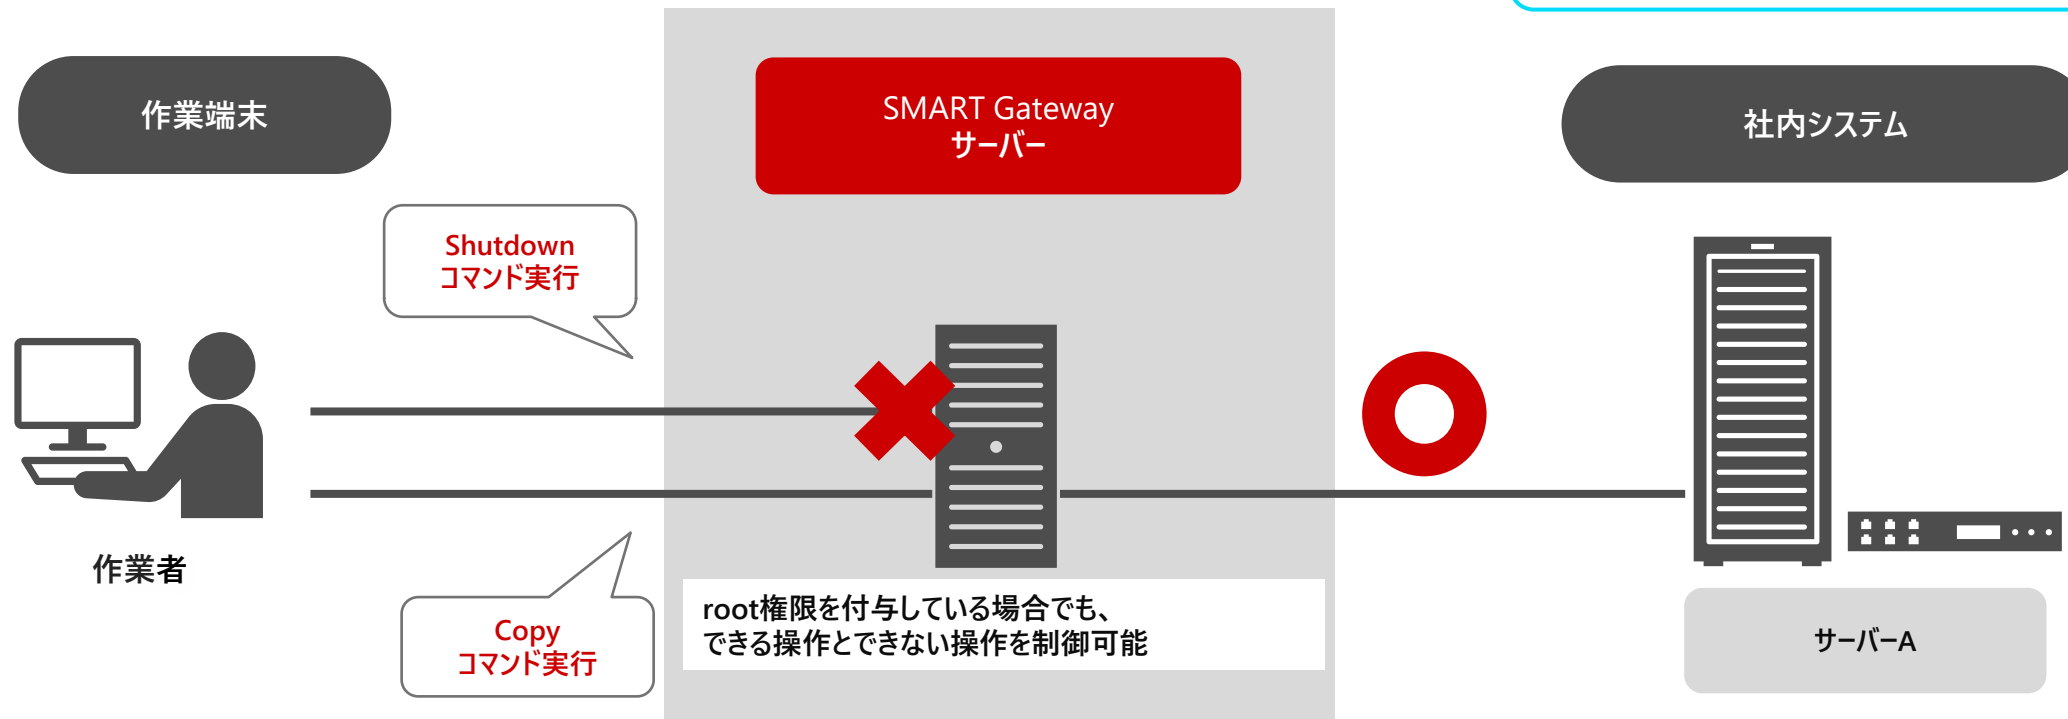 作業端末
SMART Gateway
サーバー
社内システム
Shutdown
コマンド実行
作業者
Copy
コマンド実行
root権限を付与している場合でも、
できる操作とできない操作を制御可能
サーバーA